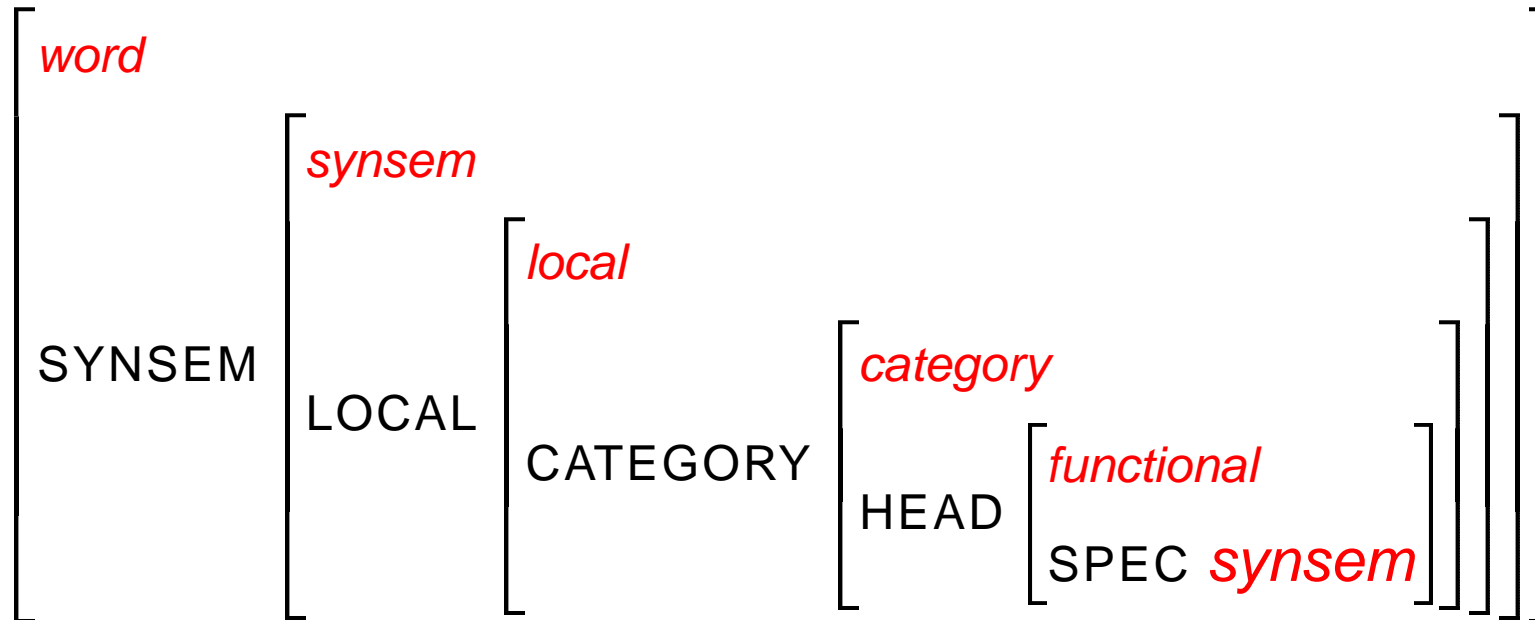 word
synsem
local
SYNSEM
category
LOCAL
CATEGORY
functional
HEAD
SPEC synsem